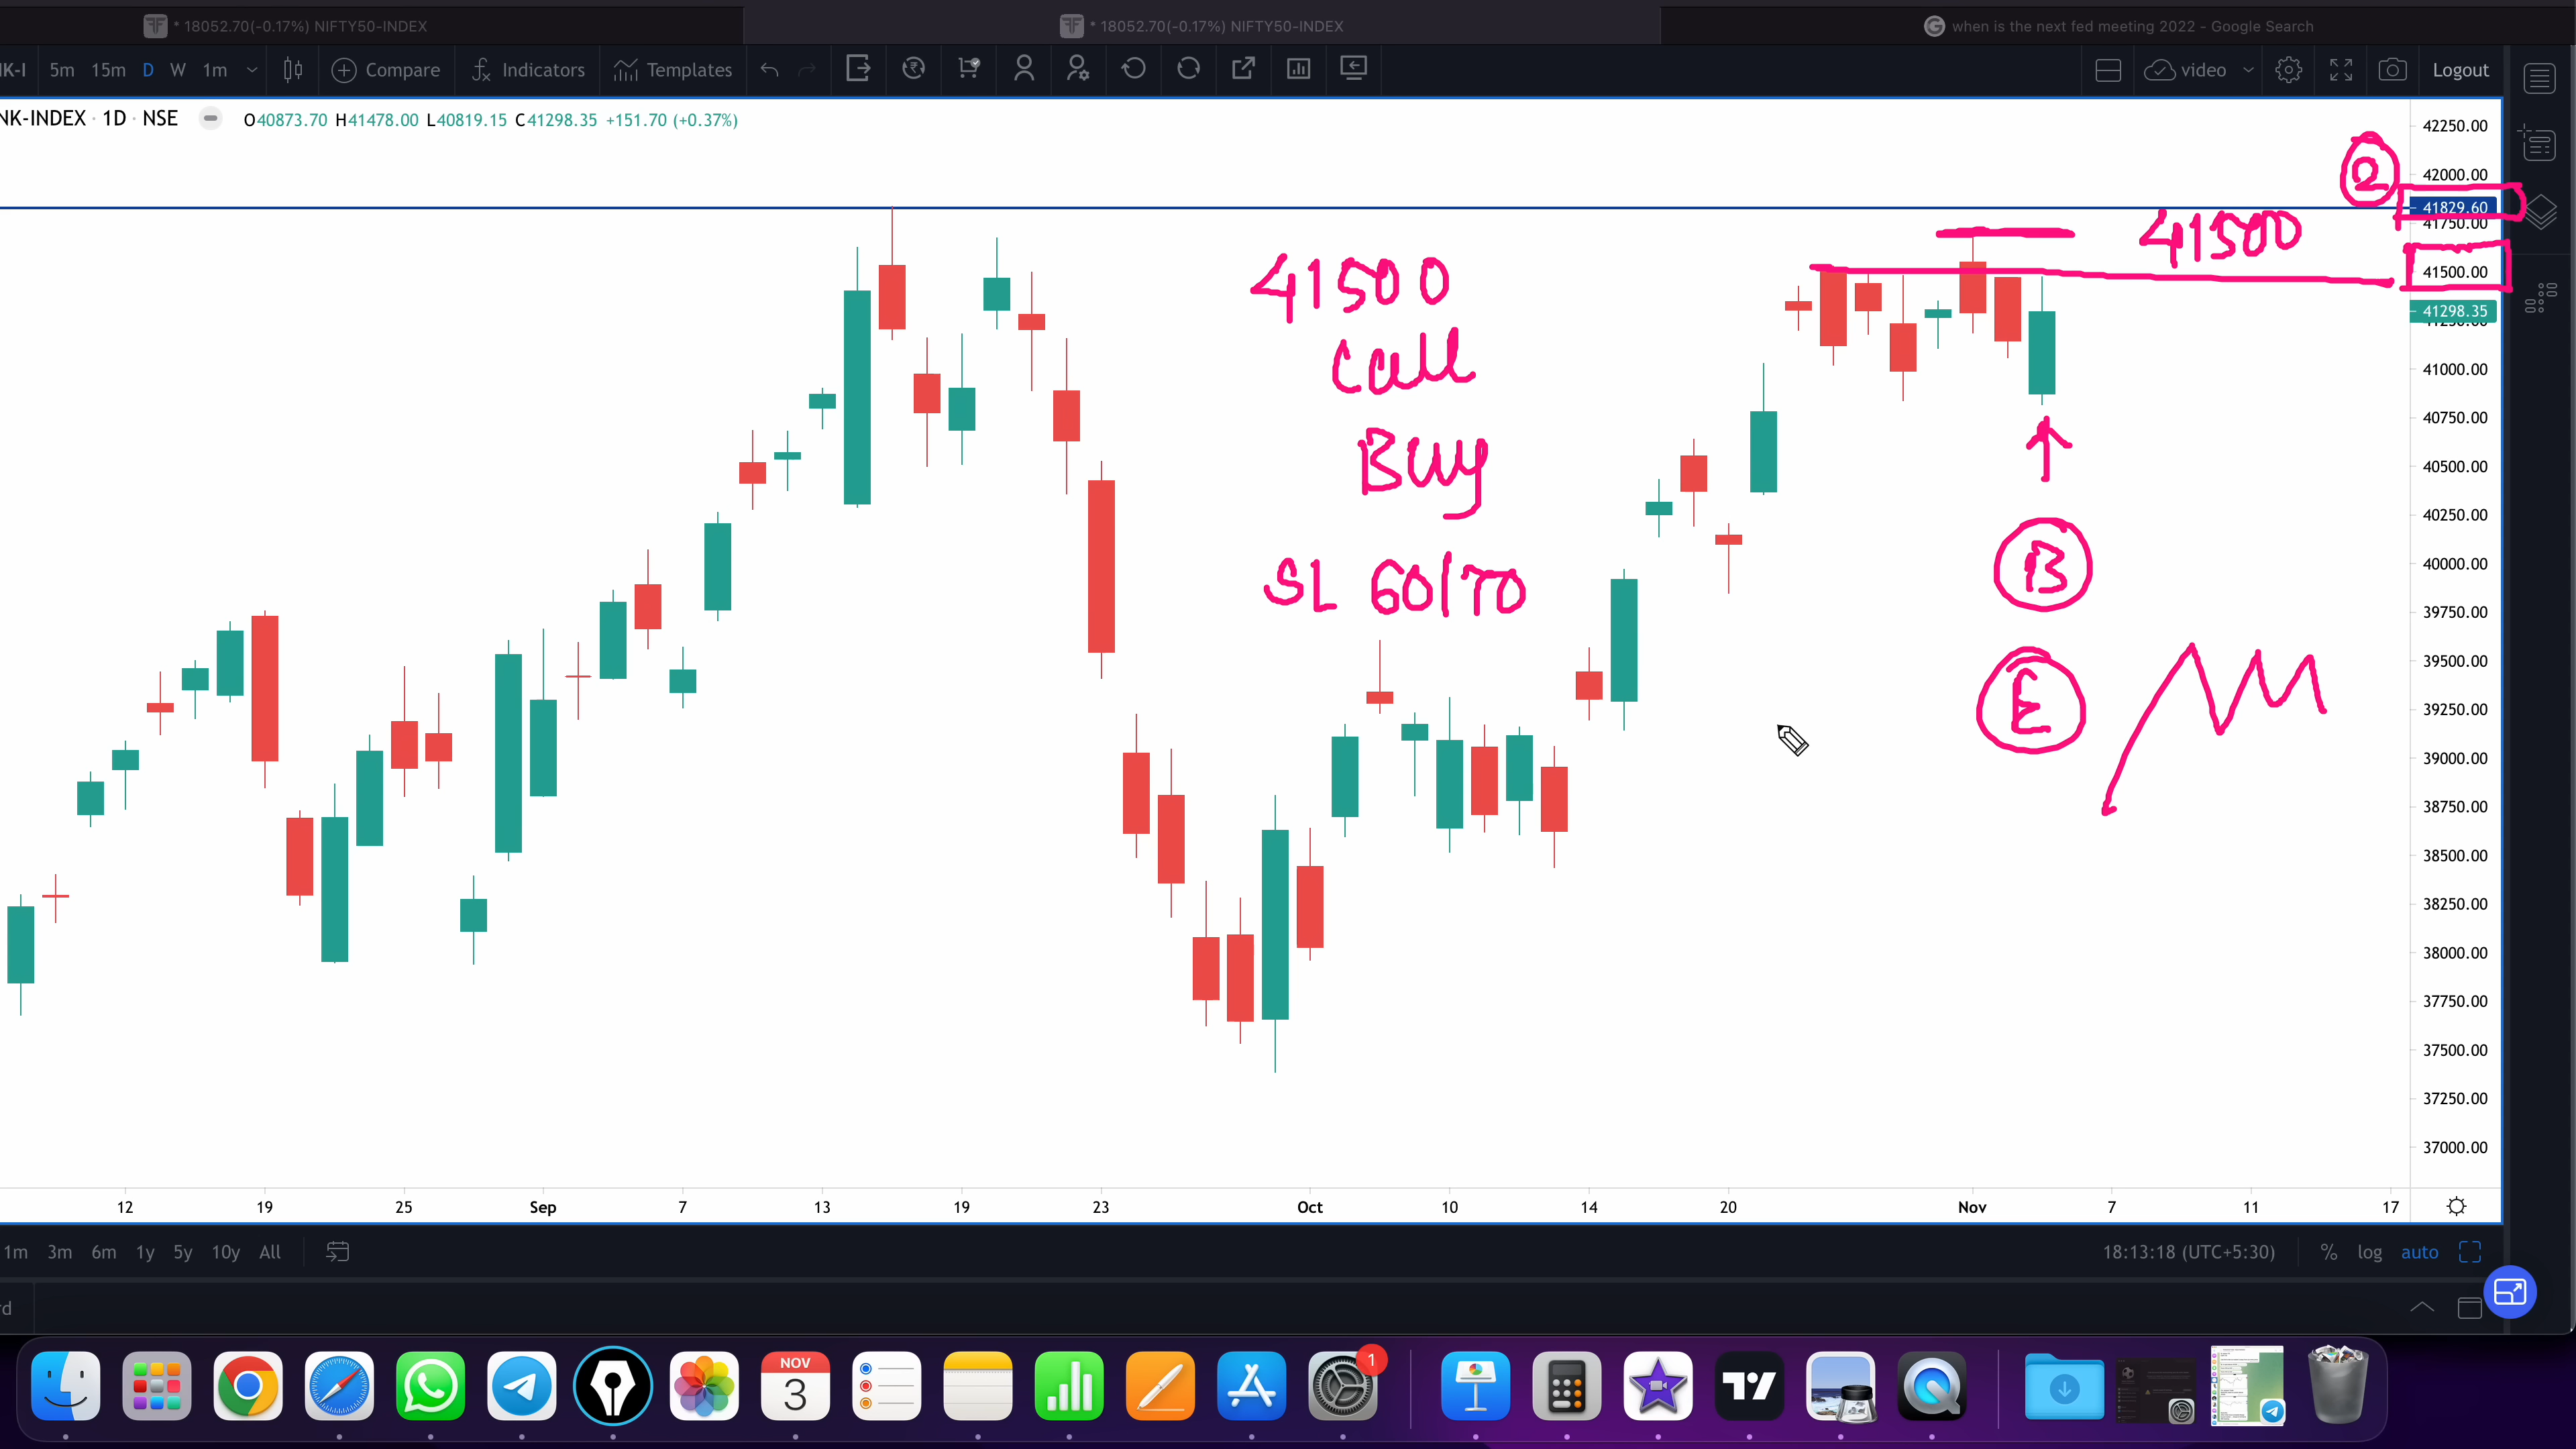 * 18052.70(-0.17%) NIFTY50-INDEX
* 18052.70(-0.17%) NIFTY50-INDEX
when is the next fed meeting 2022 - Google Search
NK-I 5m 15m D W 1m Compare Indicators Templates video Logout
NK-INDEX · 1D · NSE O40873.70 H41478.00 L40819.15 C41298.35 +151.70 (+0.37%)
42250.00
42000.00
41829.60
41750.00
41500.00
41298.35
41250.00
41000.00
40750.00
40500.00
40250.00
40000.00
39750.00
39500.00
39250.00
39000.00
38750.00
38500.00
38250.00
38000.00
37750.00
37500.00
37250.00
37000.00
2
41500
41500
Call
Buy
SL 60/70
B
E
12 19 25 Sep 7 13 19 23 Oct 10 14 20 Nov 7 11 17
1m 3m 6m 1y 5y 10y All
18:13:18 (UTC+5:30) % log auto
rd
NOV
3
1